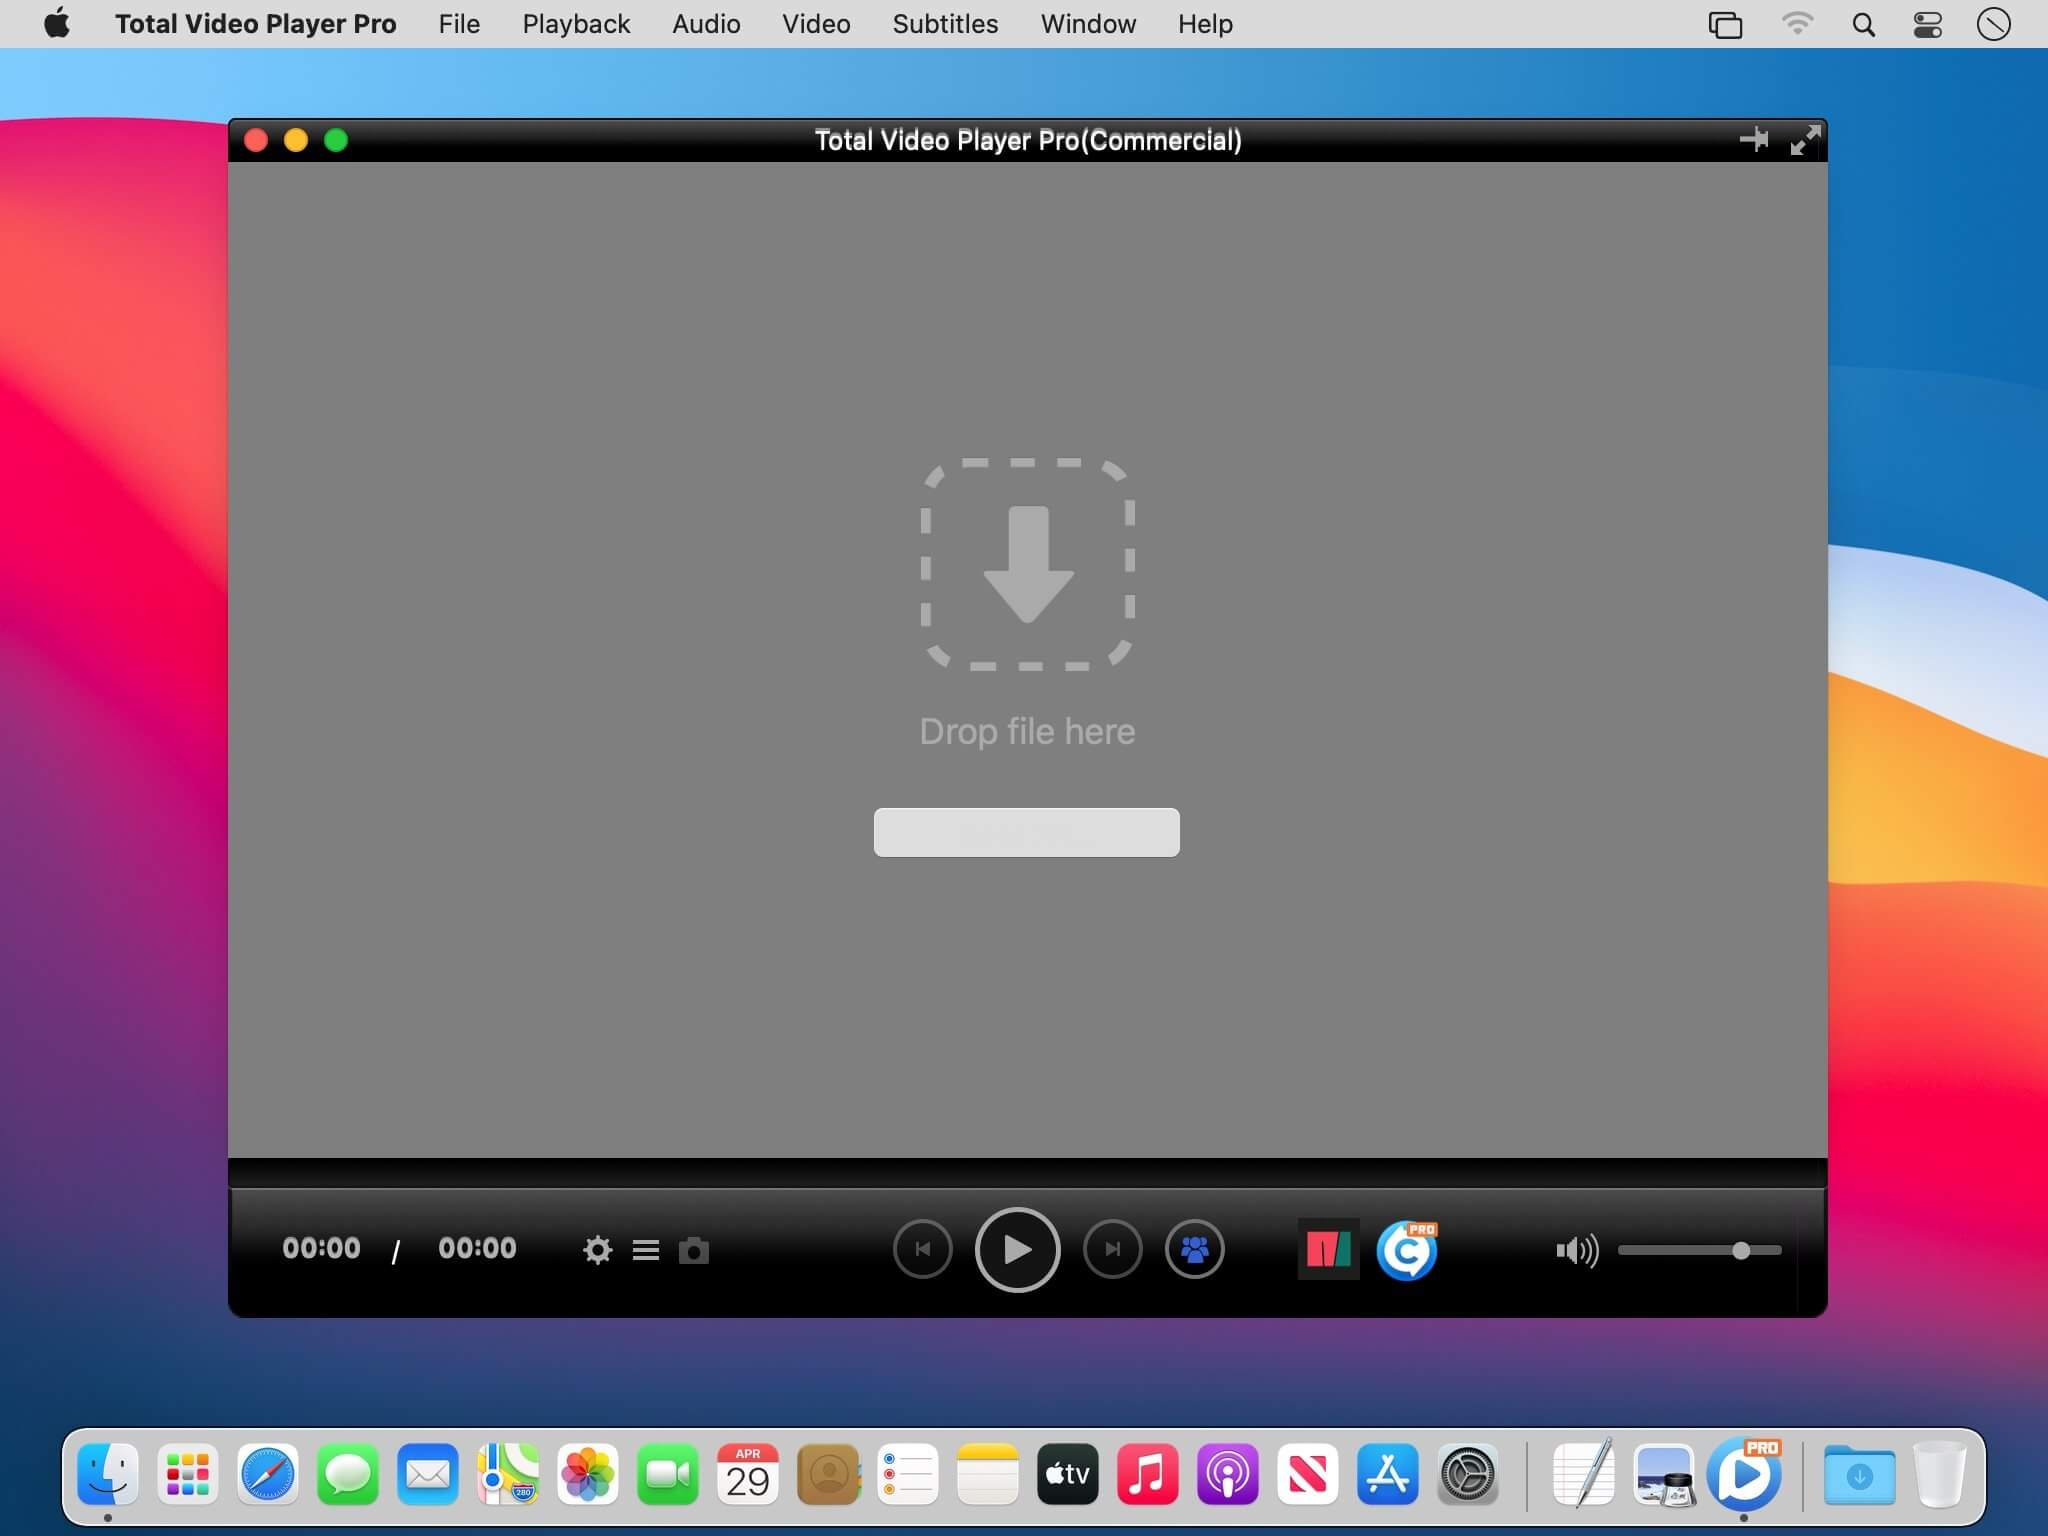 Total Video Player Pro File Playback Audio Video Subtitles Window Help
Total Video Player Pro(Commercial)
Drop file here
00:00 / 00:00
PRO
APR
29
280
tv
PRO